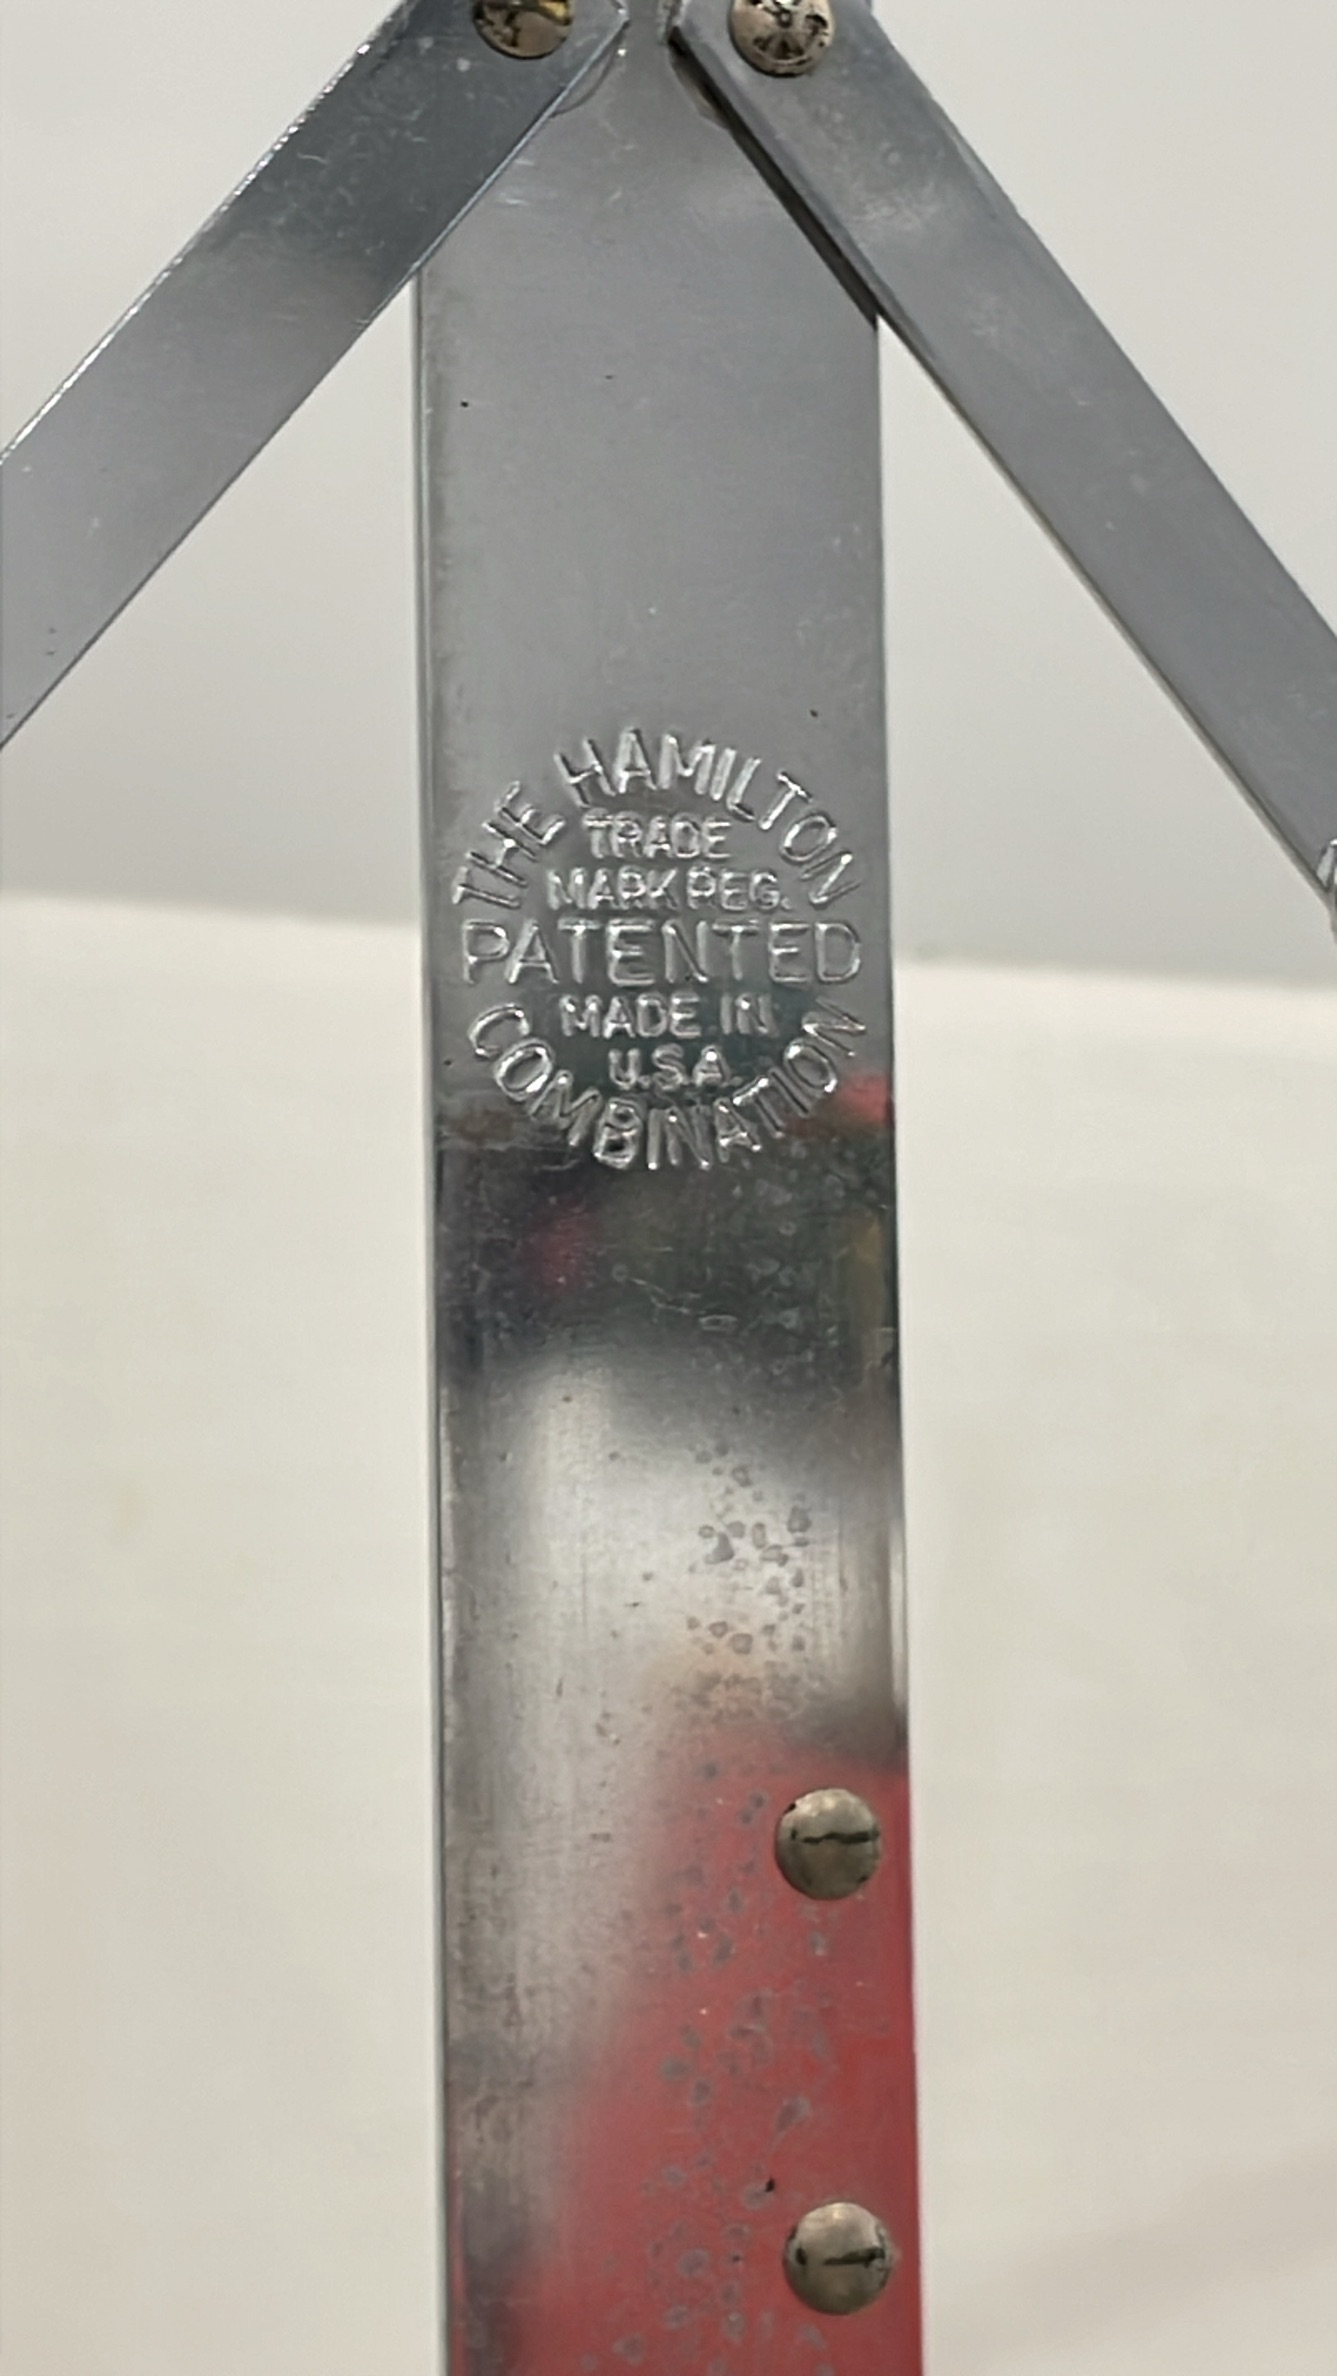 THE HAMILTON
TRADE
MARK REG.
PATENTED
MADE IN
U.S.A.
COMBINATION